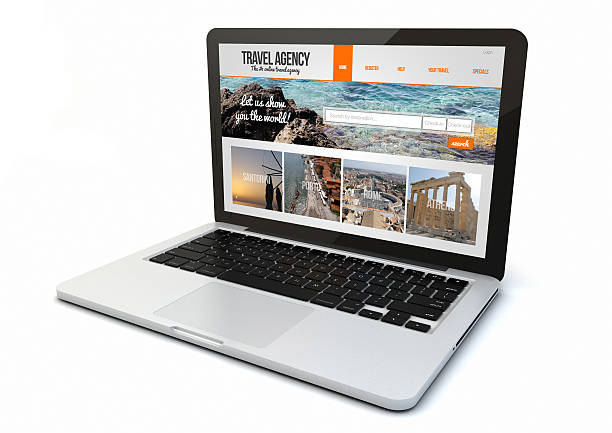 Login
TRAVEL AGENCY
The #1 online travel agency
HOME
REGISTER
HELP
YOUR TRAVEL
SPECIALS
Let us show
you the world!
Search by destination...
Check-in
Check-out
search
SANTORINI
PORTO
ROME
ATHENS